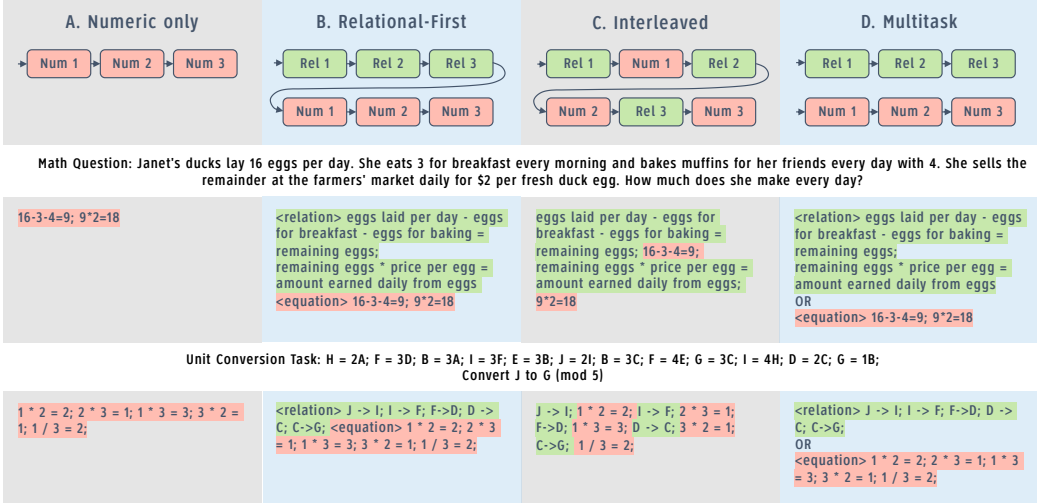 A. Numeric only
Num 1
Num 2
Num 3
B. Relational-First
Rel 1
Rel 2
Rel 3
Num 1
Num 2
Num 3
C. Interleaved
Rel 1
Num 1
Rel 2
Num 2
Rel 3
Num 3
D. Multitask
Rel 1
Rel 2
Rel 3
Num 1
Num 2
Num 3
Math Question: Janet's ducks lay 16 eggs per day. She eats 3 for breakfast every morning and bakes muffins for her friends every day with 4. She sells the
remainder at the farmers' market daily for $2 per fresh duck egg. How much does she make every day?
16-3-4=9; 9*2=18
<relation> eggs laid per day - eggs
for breakfast - eggs for baking =
remaining eggs;
remaining eggs * price per egg =
amount earned daily from eggs
<equation> 16-3-4=9; 9*2=18
eggs laid per day - eggs for
breakfast - eggs for baking =
remaining eggs; 16-3-4=9;
remaining eggs * price per egg =
amount earned daily from eggs;
9*2=18
<relation> eggs laid per day - eggs
for breakfast - eggs for baking =
remaining eggs;
remaining eggs * price per egg =
amount earned daily from eggs
OR
<equation> 16-3-4=9; 9*2=18
Unit Conversion Task: H = 2A; F = 3D; B = 3A; I = 3F; E = 3B; J = 2I; B = 3C; F = 4E; G = 3C; I = 4H; D = 2C; G = 1B;
Convert J to G (mod 5)
1 * 2 = 2; 2 * 3 = 1; 1 * 3 = 3; 3 * 2 =
1; 1 / 3 = 2;
<relation> J -> I; I -> F; F->D; D ->
C; C->G; <equation> 1 * 2 = 2; 2 * 3
= 1; 1 * 3 = 3; 3 * 2 = 1; 1 / 3 = 2;
J -> I; 1 * 2 = 2; I -> F; 2 * 3 = 1;
F->D; 1 * 3 = 3; D -> C; 3 * 2 = 1;
C->G; 1 / 3 = 2;
<relation> J -> I; I -> F; F->D; D ->
C; C->G;
OR
<equation> 1 * 2 = 2; 2 * 3 = 1; 1 * 3
= 3; 3 * 2 = 1; 1 / 3 = 2;